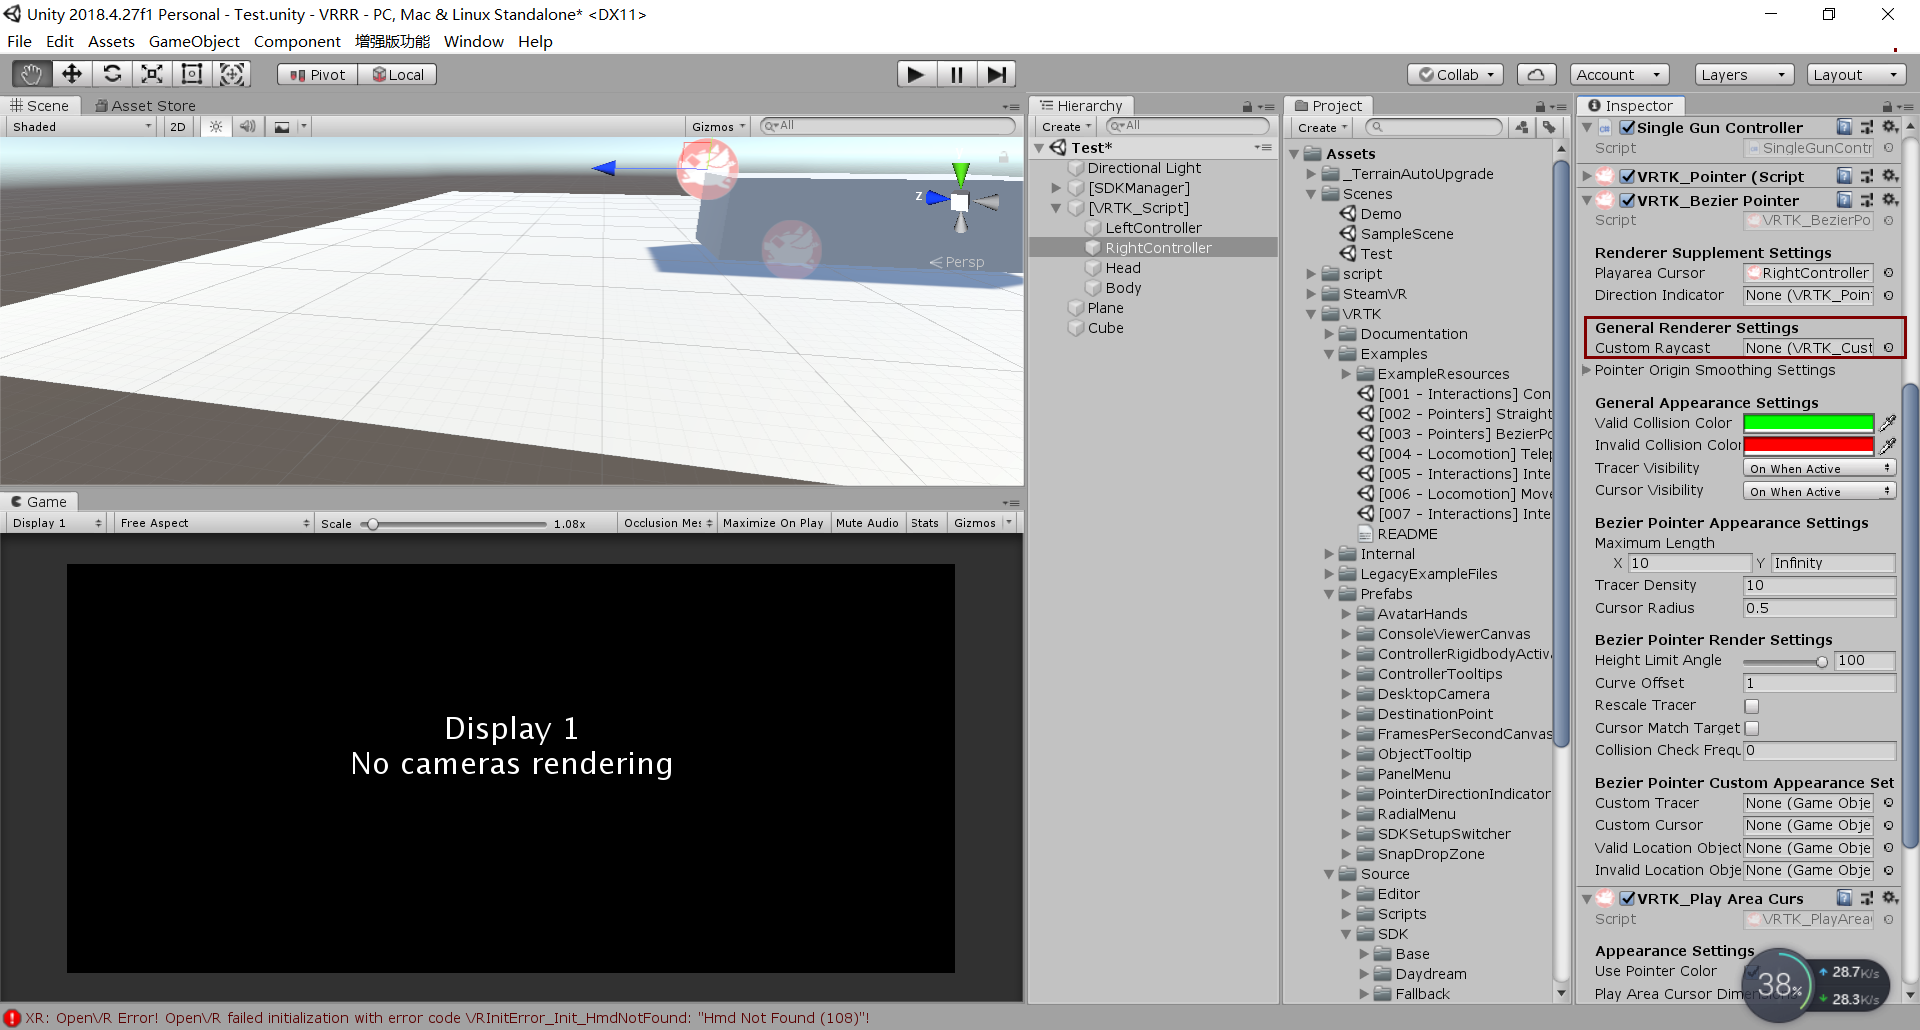 Unity 2018.4.27f1 Personal - Test.unity - VRRR - PC, Mac & Linux Standalone* <DX11>
File Edit Assets GameObject Component 增强版功能 Window Help
Pivot Local
Collab Account Layers Layout
Scene Asset Store
Shaded 2D Gizmos All
z
Persp
Game
Display 1 Free Aspect Scale 1.08x Occlusion Mes Maximize On Play Mute Audio Stats Gizmos
Display 1
No cameras rendering
Hierarchy
Create All
Test*
Directional Light
[SDKManager]
[VRTK_Script]
LeftController
RightController
Head
Body
Plane
Cube
Project
Create
Assets
_TerrainAutoUpgrade
Scenes
Demo
SampleScene
Test
script
SteamVR
VRTK
Documentation
Examples
ExampleResources
[001 - Interactions] Con
[002 - Pointers] Straight
[003 - Pointers] BezierPo
[004 - Locomotion] Telep
[005 - Interactions] Inte
[006 - Locomotion] Move
[007 - Interactions] Inte
README
Internal
LegacyExampleFiles
Prefabs
AvatarHands
ConsoleViewerCanvas
ControllerRigidbodyActiva
ControllerTooltips
DesktopCamera
DestinationPoint
FramesPerSecondCanvas
ObjectTooltip
PanelMenu
PointerDirectionIndicator
RadialMenu
SDKSetupSwitcher
SnapDropZone
Source
Editor
Scripts
SDK
Base
Daydream
Fallback
Inspector
Single Gun Controller
Script SingleGunContr
VRTK_Pointer (Script
VRTK_Bezier Pointer
Script VRTK_BezierPo
Renderer Supplement Settings
Playarea Cursor RightController
Direction Indicator None (VRTK_Poin
General Renderer Settings
Custom Raycast None (VRTK_Cust
Pointer Origin Smoothing Settings
General Appearance Settings
Valid Collision Color
Invalid Collision Color
Tracer Visibility On When Active
Cursor Visibility On When Active
Bezier Pointer Appearance Settings
Maximum Length
X 10 Y Infinity
Tracer Density 10
Cursor Radius 0.5
Bezier Pointer Render Settings
Height Limit Angle 100
Curve Offset 1
Rescale Tracer
Cursor Match Target
Collision Check Frequ 0
Bezier Pointer Custom Appearance Set
Custom Tracer None (Game Obje
Custom Cursor None (Game Obje
Valid Location Object None (Game Obje
Invalid Location Obje None (Game Obje
VRTK_Play Area Curs
Script VRTK_PlayArea
Appearance Settings
Use Pointer Color
Play Area Cursor Dimen
38% 28.7K/s
28.3K/s
XR: OpenVR Error! OpenVR failed initialization with error code VRInitError_Init_HmdNotFound: "Hmd Not Found (108)"!